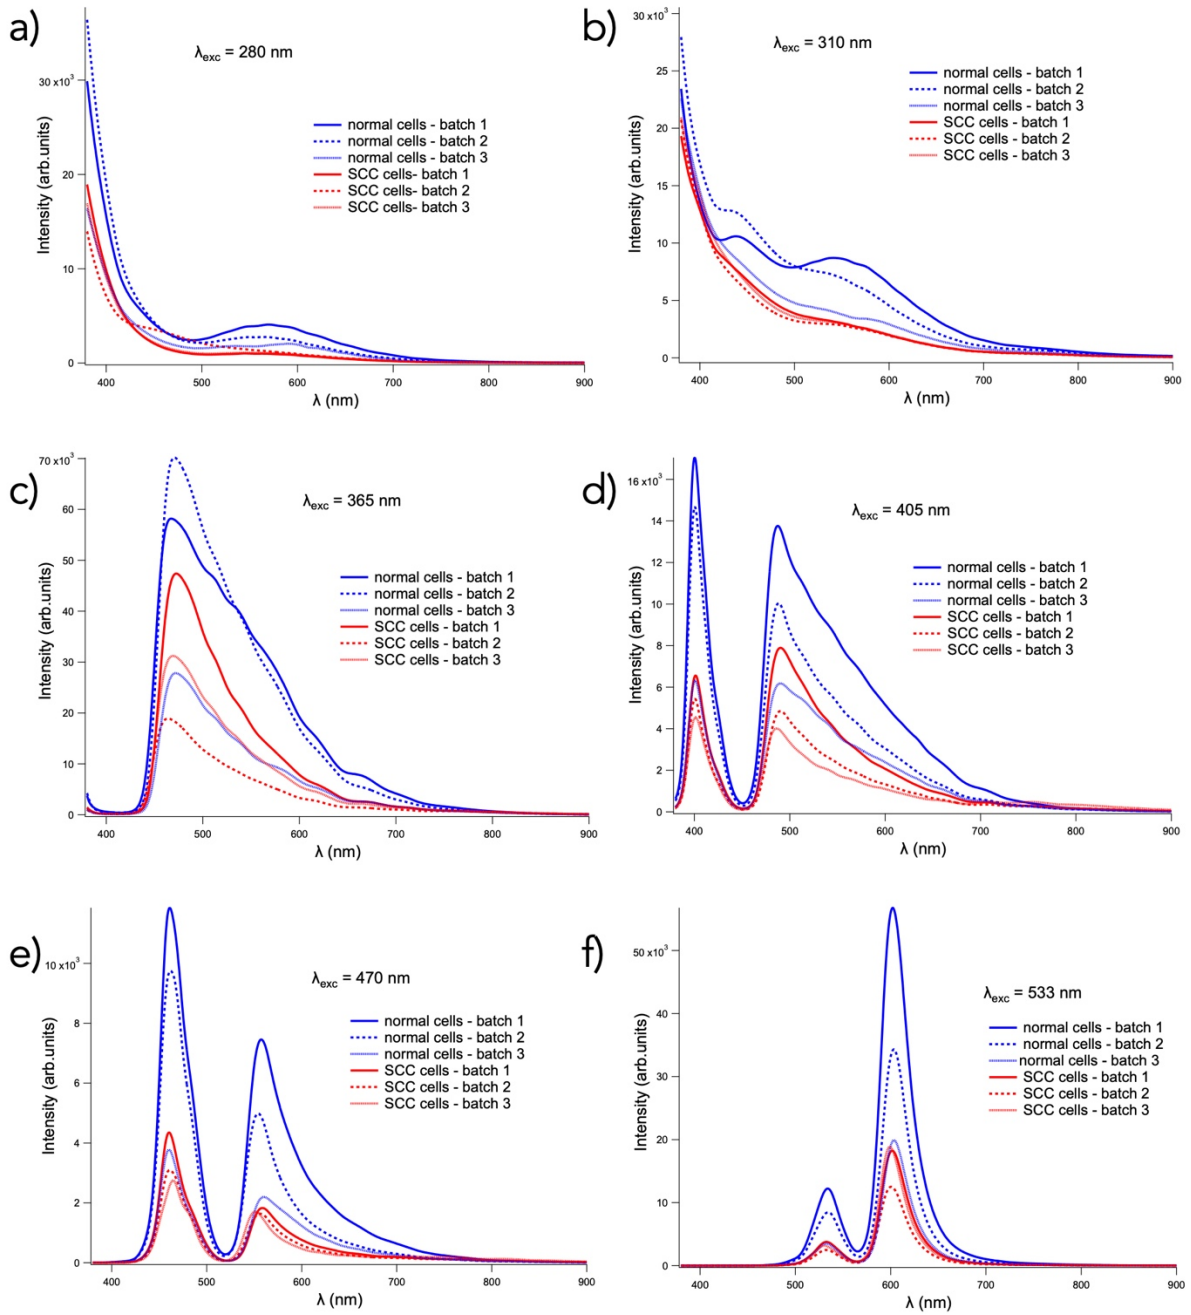 a)
λexc = 280 nm
30 x10³
20
10
0
Intensity (arb.units)
normal cells - batch 1
normal cells - batch 2
normal cells - batch 3
SCC cells- batch 1
SCC cells- batch 2
SCC cells- batch 3
400 500 600 700 800 900
λ (nm)
b)
λexc = 310 nm
30 x10³
25
20
15
10
5
0
Intensity (arb.units)
normal cells - batch 1
normal cells - batch 2
normal cells - batch 3
SCC cells - batch 1
SCC cells - batch 2
SCC cells - batch 3
400 500 600 700 800 900
λ (nm)
c)
λexc = 365 nm
70 x10³
60
50
40
30
20
10
0
Intensity (arb.units)
normal cells - batch 1
normal cells - batch 2
normal cells - batch 3
SCC cells - batch 1
SCC cells - batch 2
SCC cells - batch 3
400 500 600 700 800 900
λ (nm)
d)
λexc = 405 nm
16 x10³
14
12
10
8
6
4
2
0
Intensity (arb.units)
normal cells - batch 1
normal cells - batch 2
normal cells - batch 3
SCC cells - batch 1
SCC cells - batch 2
SCC cells - batch 3
400 500 600 700 800 900
λ (nm)
e)
λexc = 470 nm
10 x10³
8
6
4
2
0
Intensity (arb.units)
normal cells - batch 1
normal cells - batch 2
normal cells - batch 3
SCC cells - batch 1
SCC cells - batch 2
SCC cells - batch 3
400 500 600 700 800 900
λ (nm)
f)
λexc = 533 nm
50 x10³
40
30
20
10
0
Intensity (arb.units)
normal cells - batch 1
normal cells - batch 2
normal cells - batch 3
SCC cells - batch 1
SCC cells - batch 2
SCC cells - batch 3
400 500 600 700 800 900
λ (nm)